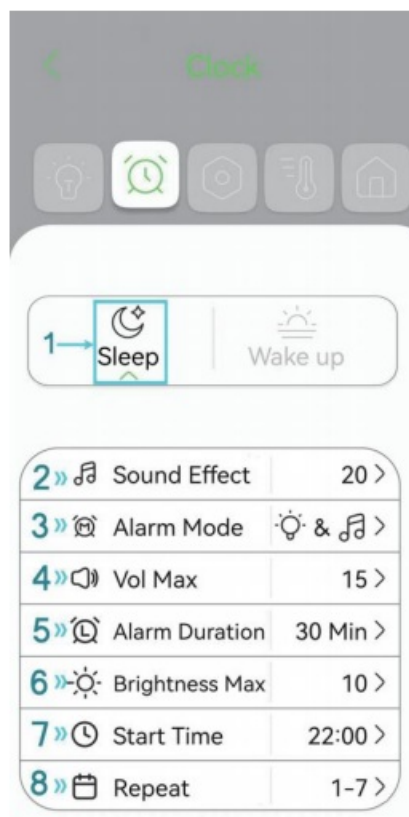 Clock
1 Sleep Wake up
2 » Sound Effect 20 >
3 » Alarm Mode & >
4 » Vol Max 15 >
5 » Alarm Duration 30 Min >
6 » Brightness Max 10 >
7 » Start Time 22:00 >
8 » Repeat 1-7 >